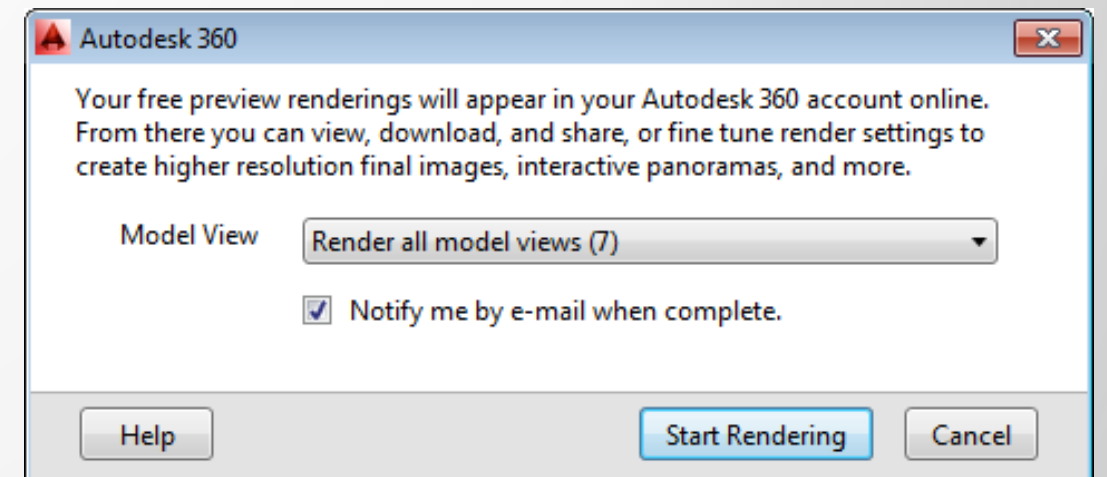 Autodesk 360
Your free preview renderings will appear in your Autodesk 360 account online.
From there you can view, download, and share, or fine tune render settings to
create higher resolution final images, interactive panoramas, and more.
Model View
Render all model views (7)
Notify me by e-mail when complete.
Help
Start Rendering
Cancel